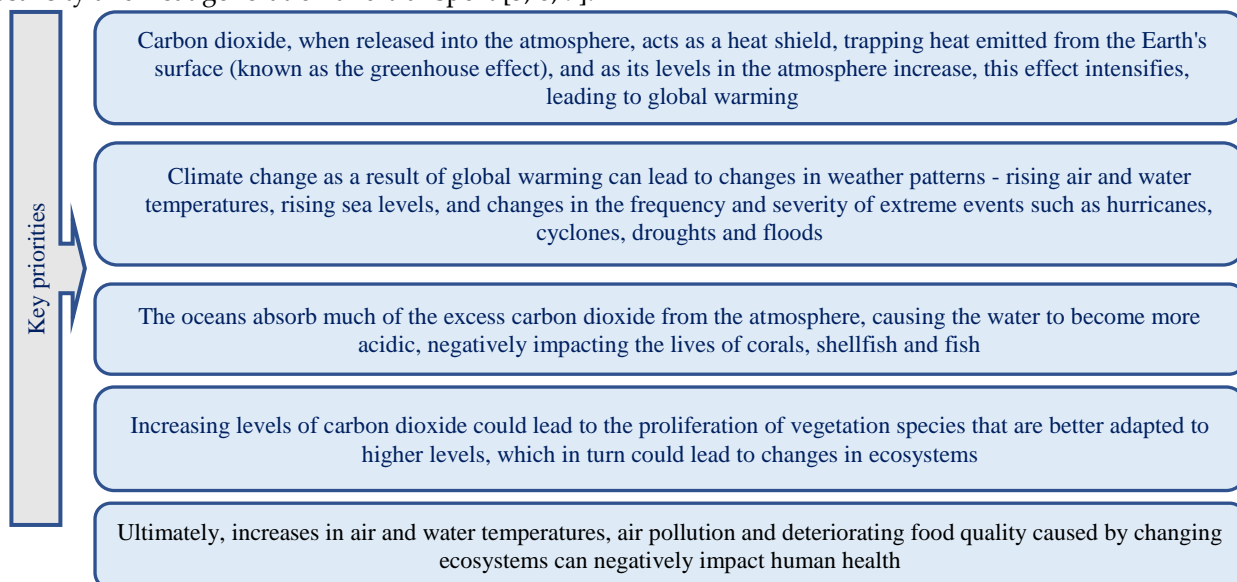 Carbon dioxide, when released into the atmosphere, acts as a heat shield, trapping heat emitted from the Earth's
surface (known as the greenhouse effect), and as its levels in the atmosphere increase, this effect intensifies,
leading to global warming
Climate change as a result of global warming can lead to changes in weather patterns - rising air and water
temperatures, rising sea levels, and changes in the frequency and severity of extreme events such as hurricanes,
cyclones, droughts and floods
Key priorities
The oceans absorb much of the excess carbon dioxide from the atmosphere, causing the water to become more
acidic, negatively impacting the lives of corals, shellfish and fish
Increasing levels of carbon dioxide could lead to the proliferation of vegetation species that are better adapted to
higher levels, which in turn could lead to changes in ecosystems
Ultimately, increases in air and water temperatures, air pollution and deteriorating food quality caused by changing
ecosystems can negatively impact human health